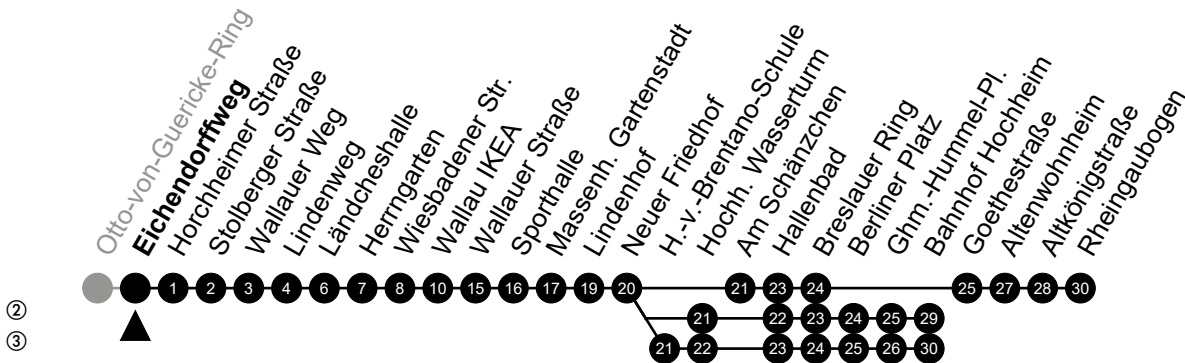 Otto-von-Guericke-Ring
Eichendorffweg
Horchheimer Straße
Stolberger Straße
Wallauer Weg
Lindenweg
Ländcheshalle
Herrngarten
Wiesbadener Str.
Wallau IKEA
Wallauer Straße
Sporthalle
Massenh. Gartenstadt
Lindenhof
Neuer Friedhof
H.-v.-Brentano-Schule
Hochh. Wasserturm
Am Schänzchen
Hallenbad
Breslauer Ring
Berliner Platz
Ghm.-Hummel-Pl.
Bahnhof Hochheim
Goethestraße
Altenwohnheim
Altkönigstraße
Rheingaubogen
1 2 3 4 6 7 8 10 15 16 17 19 20 21 23 24 25 27 28 30
② 21 22 23 24 25 29
③ 21 22 23 24 25 26 30